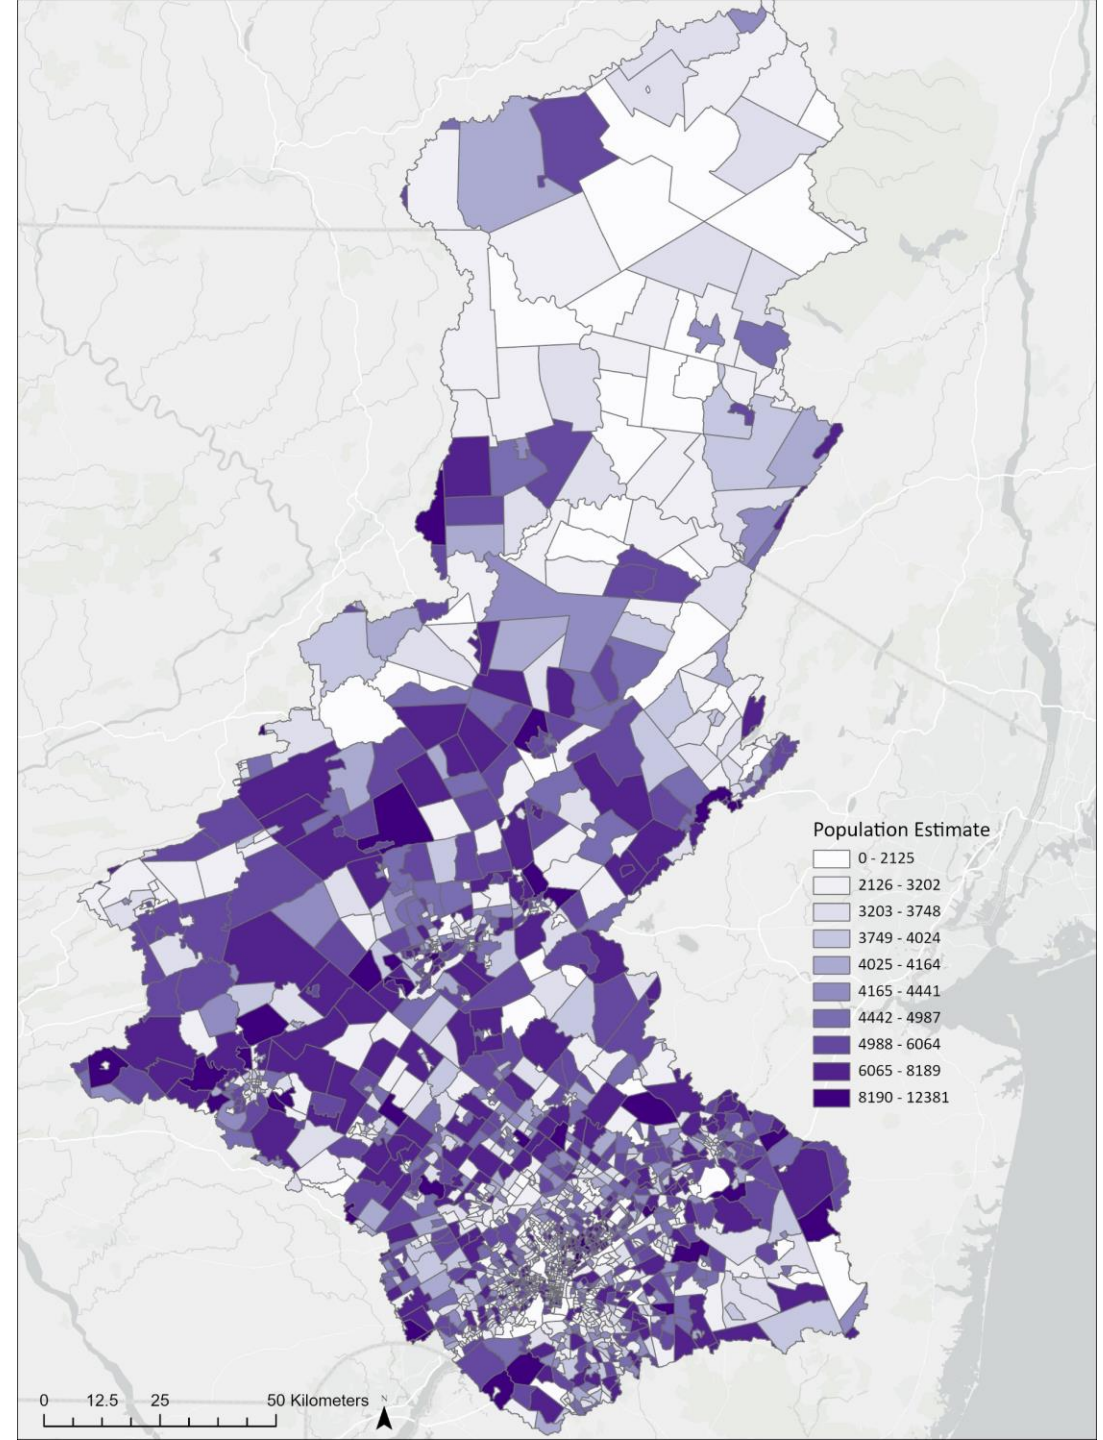 Population Estimate
0 - 2125
2126 - 3202
3203 - 3748
3749 - 4024
4025 - 4164
4165 - 4441
4442 - 4987
4988 - 6064
6065 - 8189
8190 - 12381
0 12.5 25 50 Kilometers
N